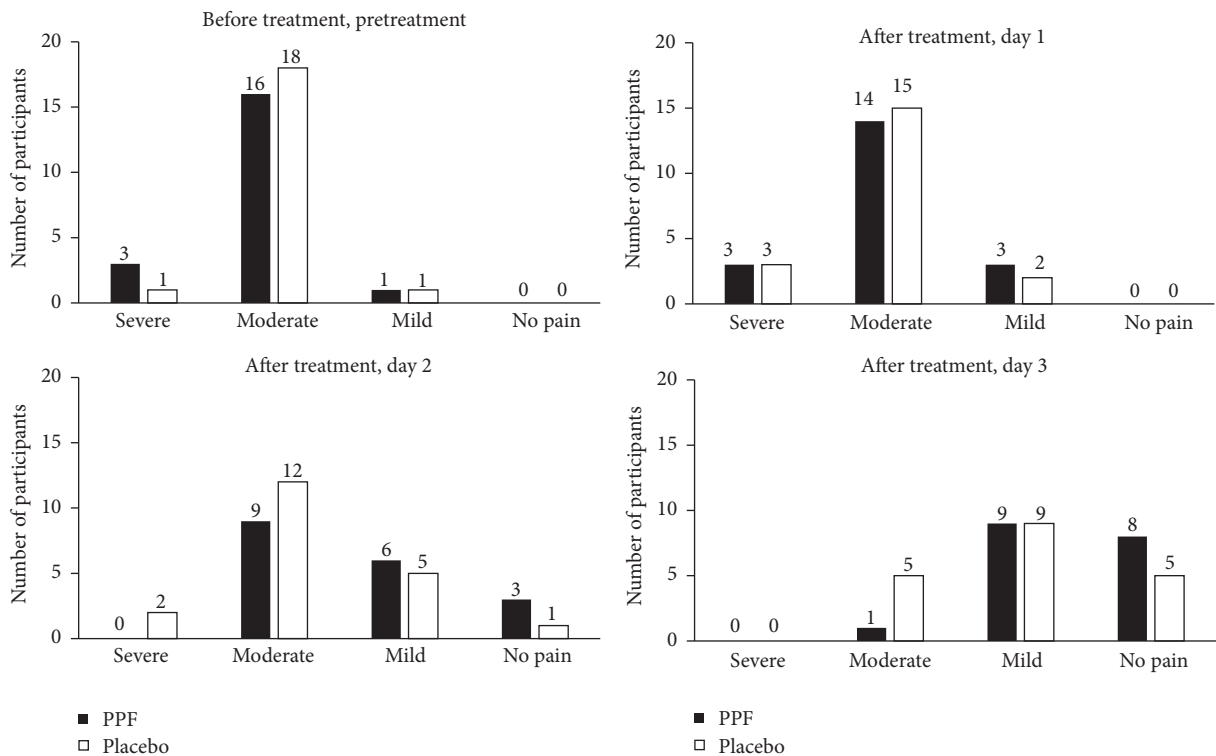 Before treatment, pretreatment
Number of participants
20
15
10
5
0
3
1
16
18
1
1
0
0
Severe
Moderate
Mild
No pain
After treatment, day 1
Number of participants
20
15
10
5
0
3
3
14
15
3
2
0
0
Severe
Moderate
Mild
No pain
After treatment, day 2
Number of participants
20
15
10
5
0
0
2
9
12
6
5
3
1
Severe
Moderate
Mild
No pain
PPF
Placebo
After treatment, day 3
Number of participants
20
15
10
5
0
0
0
1
5
9
9
8
5
Severe
Moderate
Mild
No pain
PPF
Placebo